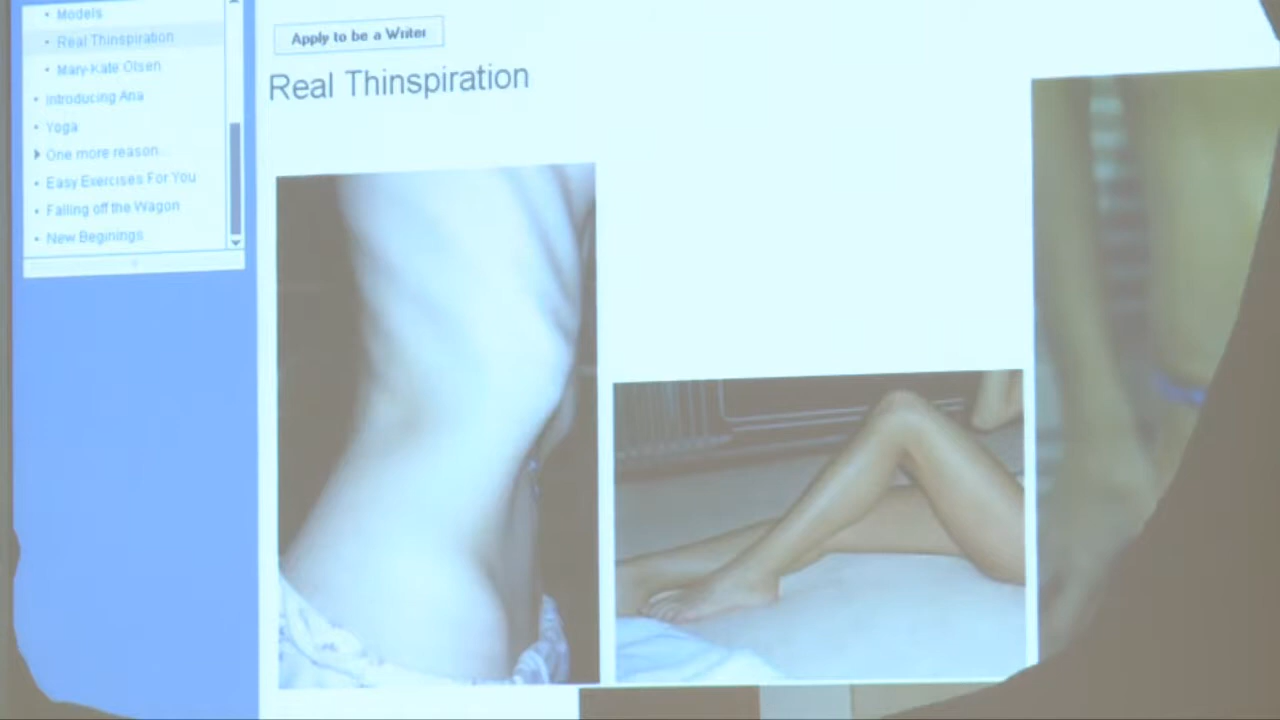 Models
Real Thinspiration
Mary-Kate Olsen
Introducing Ana
Yoga
One more reason
Easy Exercises For You
Falling off the Wagon
New Beginings
Apply to be a Writer
Real Thinspiration